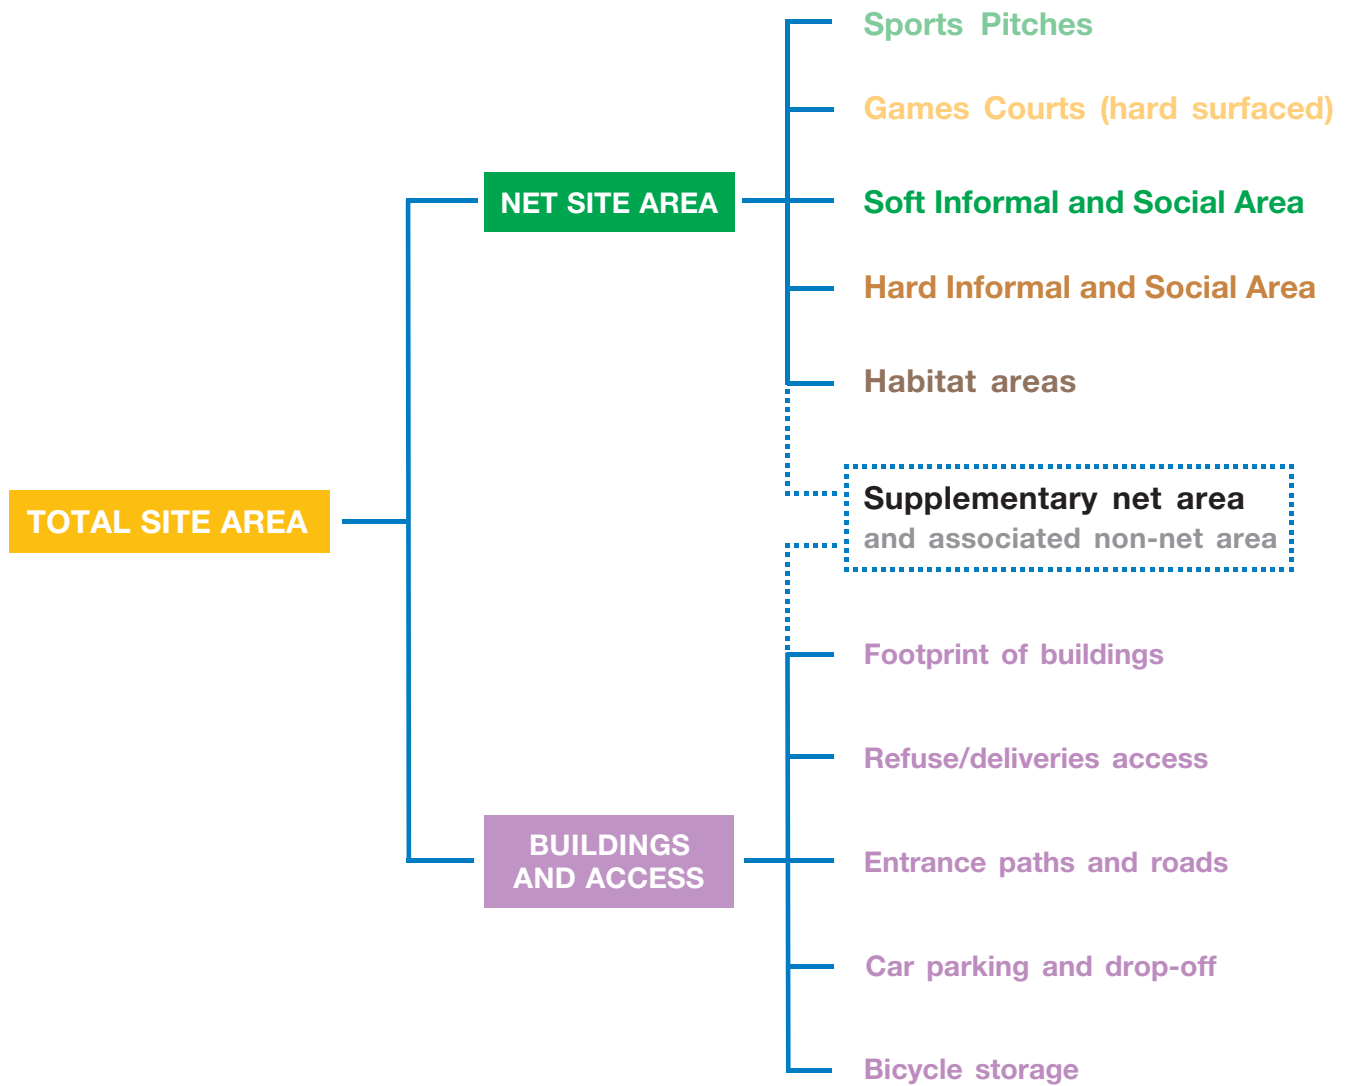 Sports Pitches
Games Courts (hard surfaced)
NET SITE AREA
Soft Informal and Social Area
Hard Informal and Social Area
Habitat areas
TOTAL SITE AREA
Supplementary net area
and associated non-net area
Footprint of buildings
Refuse/deliveries access
BUILDINGS
AND ACCESS
Entrance paths and roads
Car parking and drop-off
Bicycle storage